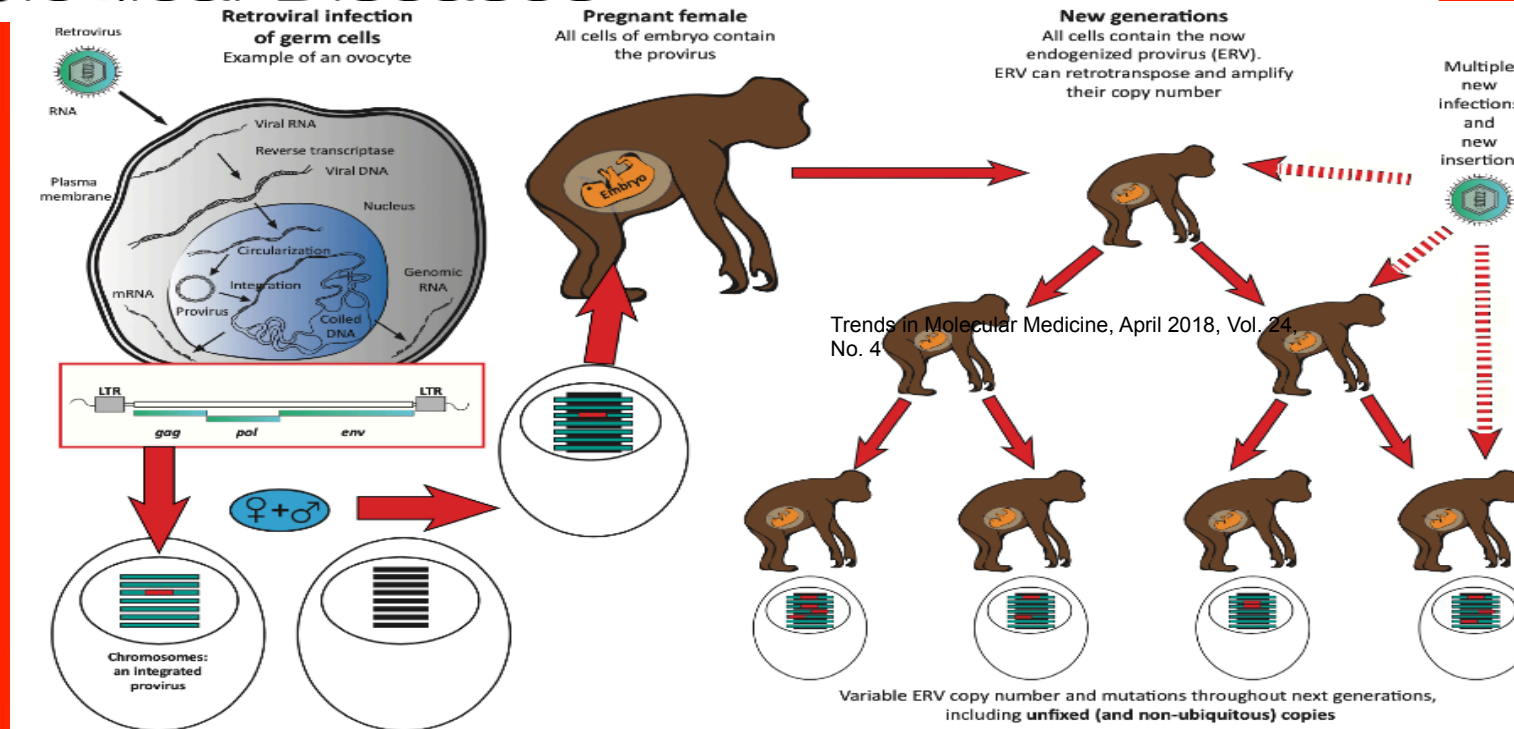 Retroviral infection
of germ cells
Example of an ovocyte
Retrovirus
RNA
Viral RNA
Reverse transcriptase
Viral DNA
Plasma
membrane
Nucleus
Circularization
Integration
Genomic
RNA
mRNA
Provirus
Coiled
DNA
LTR
LTR
gag
pol
env
♀+♂
Chromosomes:
an integrated
provirus
Pregnant female
All cells of embryo contain
the provirus
Embryo
New generations
All cells contain the now
endogenized provirus (ERV).
ERV can retrotranspose and amplify
their copy number
Multiple
new
infections
and
new
insertion
Trends in Molecular Medicine, April 2018, Vol. 24,
No. 4
Variable ERV copy number and mutations throughout next generations,
including unfixed (and non-ubiquitous) copies